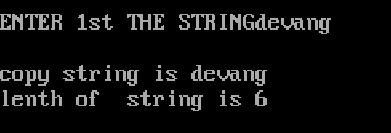 ENTER 1st THE STRINGdevang
copy string is devang
lenth of  string is 6